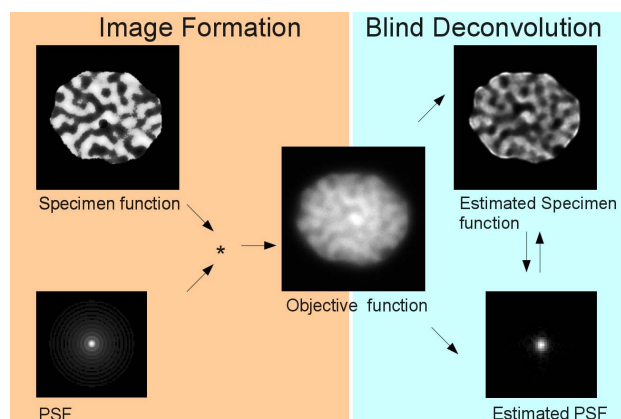 Image Formation
Blind Deconvolution
Specimen function
*
Objective function
Estimated Specimen
function
PSF
Estimated PSF